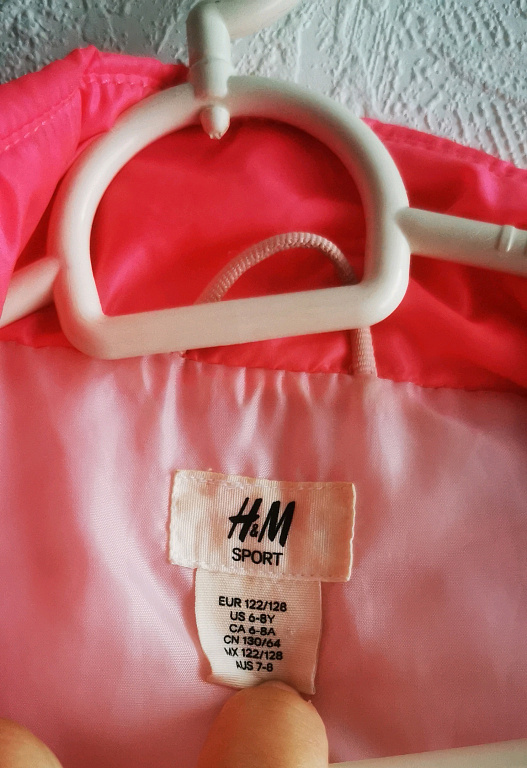 H&M
SPORT
EUR 122/128
US 6-8Y
CA 6-8A
CN 130/64
MX 122/128
AUS 7-8